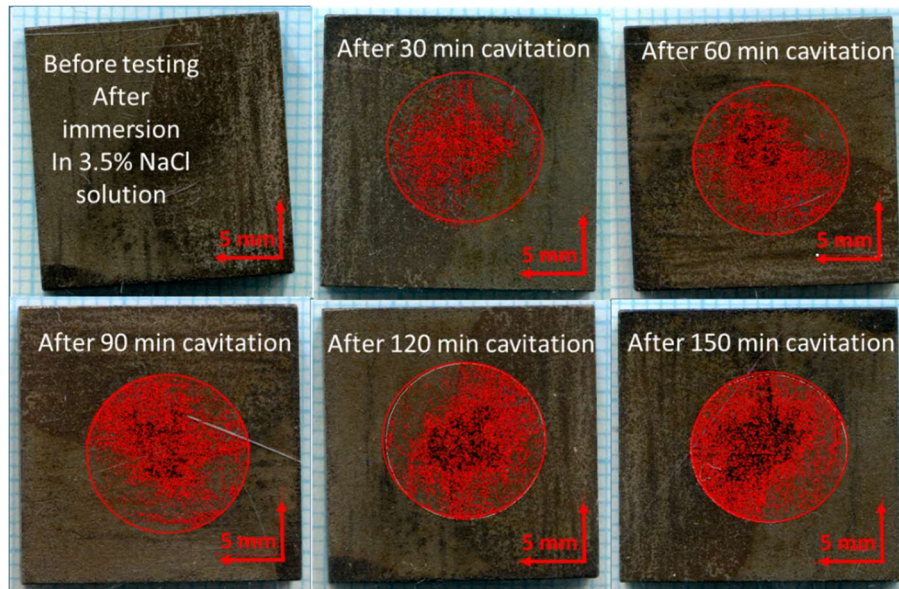 Before testing
After
immersion
In 3.5% NaCl
solution
5 mm
After 30 min cavitation
5 mm
After 60 min cavitation
5 mm
After 90 min cavitation
5 mm
After 120 min cavitation
5 mm
After 150 min cavitation
5 mm